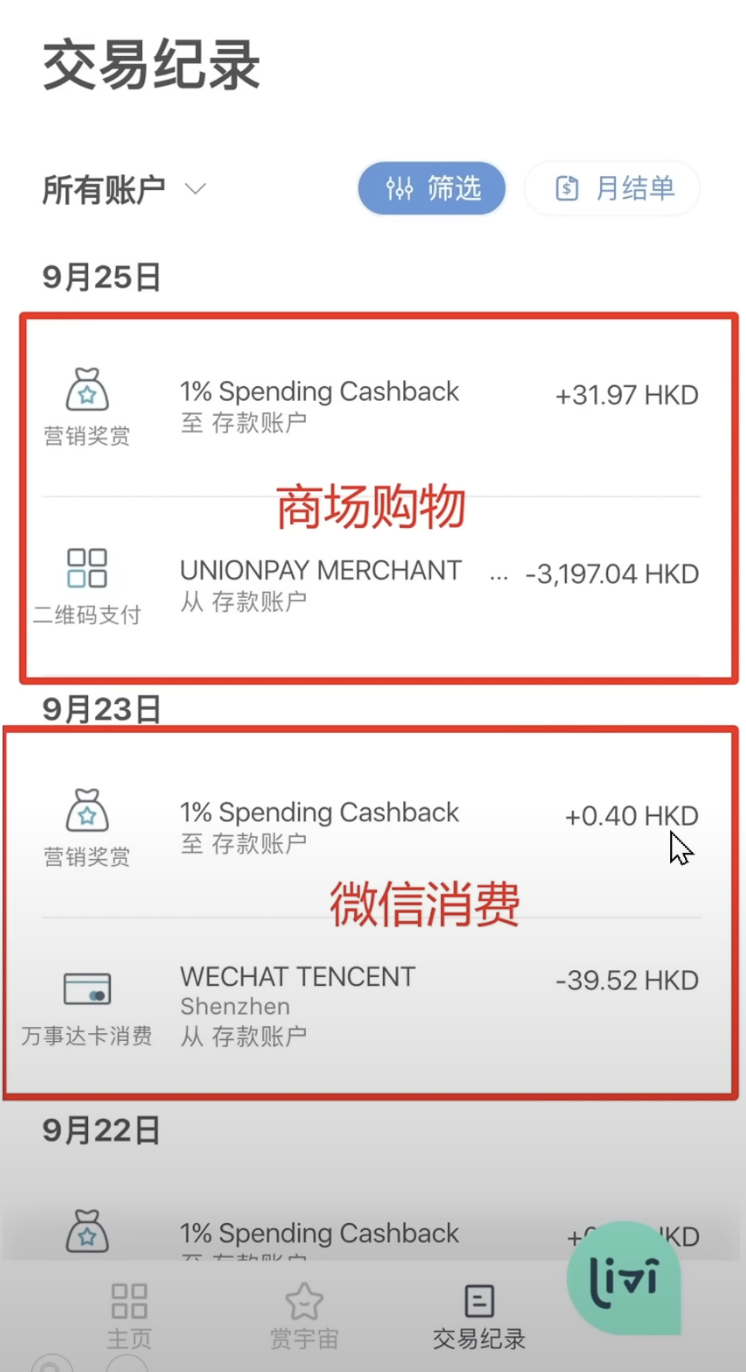 交易纪录
所有账户
筛选
月结单
9月25日
1% Spending Cashback
+31.97 HKD
至 存款账户
营销奖赏
商场购物
UNIONPAY MERCHANT ... -3,197.04 HKD
从 存款账户
二维码支付
9月23日
1% Spending Cashback
+0.40 HKD
至 存款账户
营销奖赏
微信消费
WECHAT TENCENT
-39.52 HKD
Shenzhen
万事达卡消费
从 存款账户
9月22日
1% Spending Cashback
livi
主页
赏宇宙
交易纪录